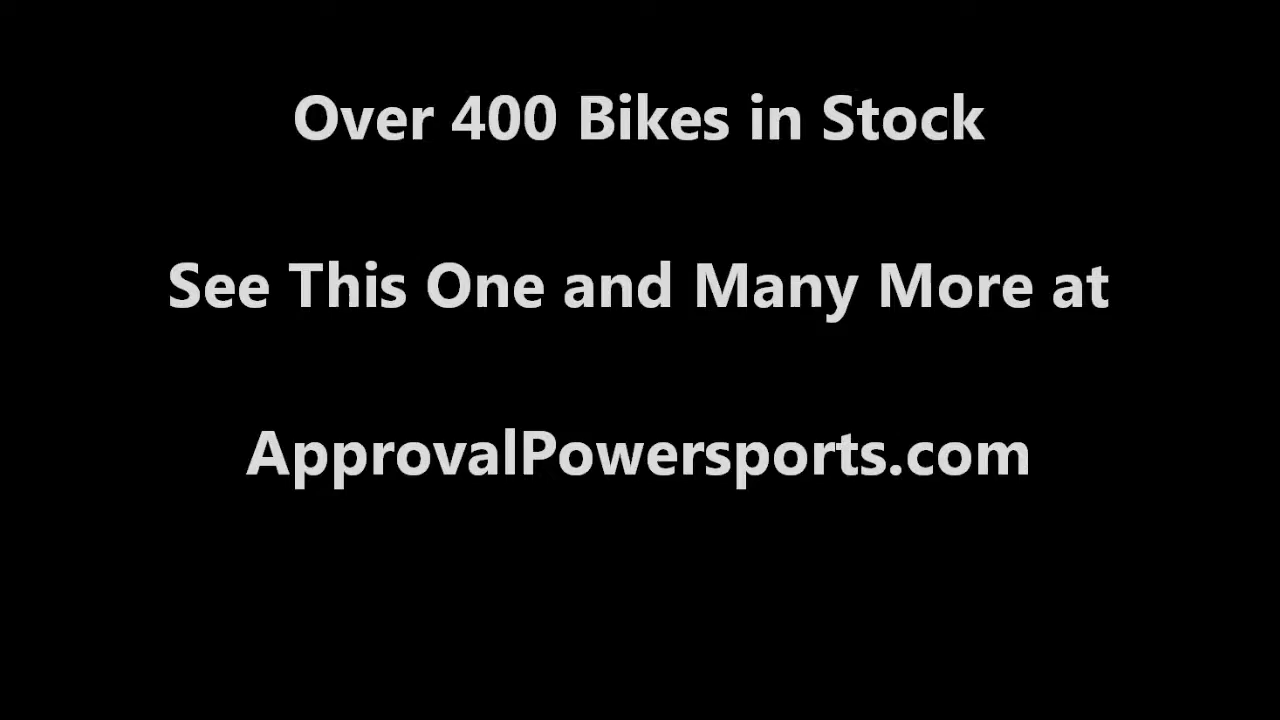 Over 400 Bikes in Stock
See This One and Many More at
ApprovalPowersports.com